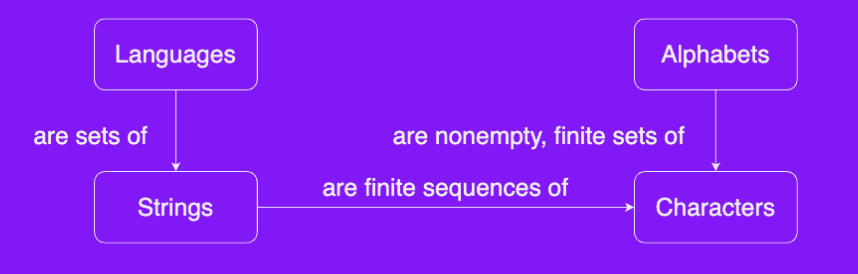 Languages
Alphabets
are sets of
are nonempty, finite sets of
are finite sequences of
Strings
Characters